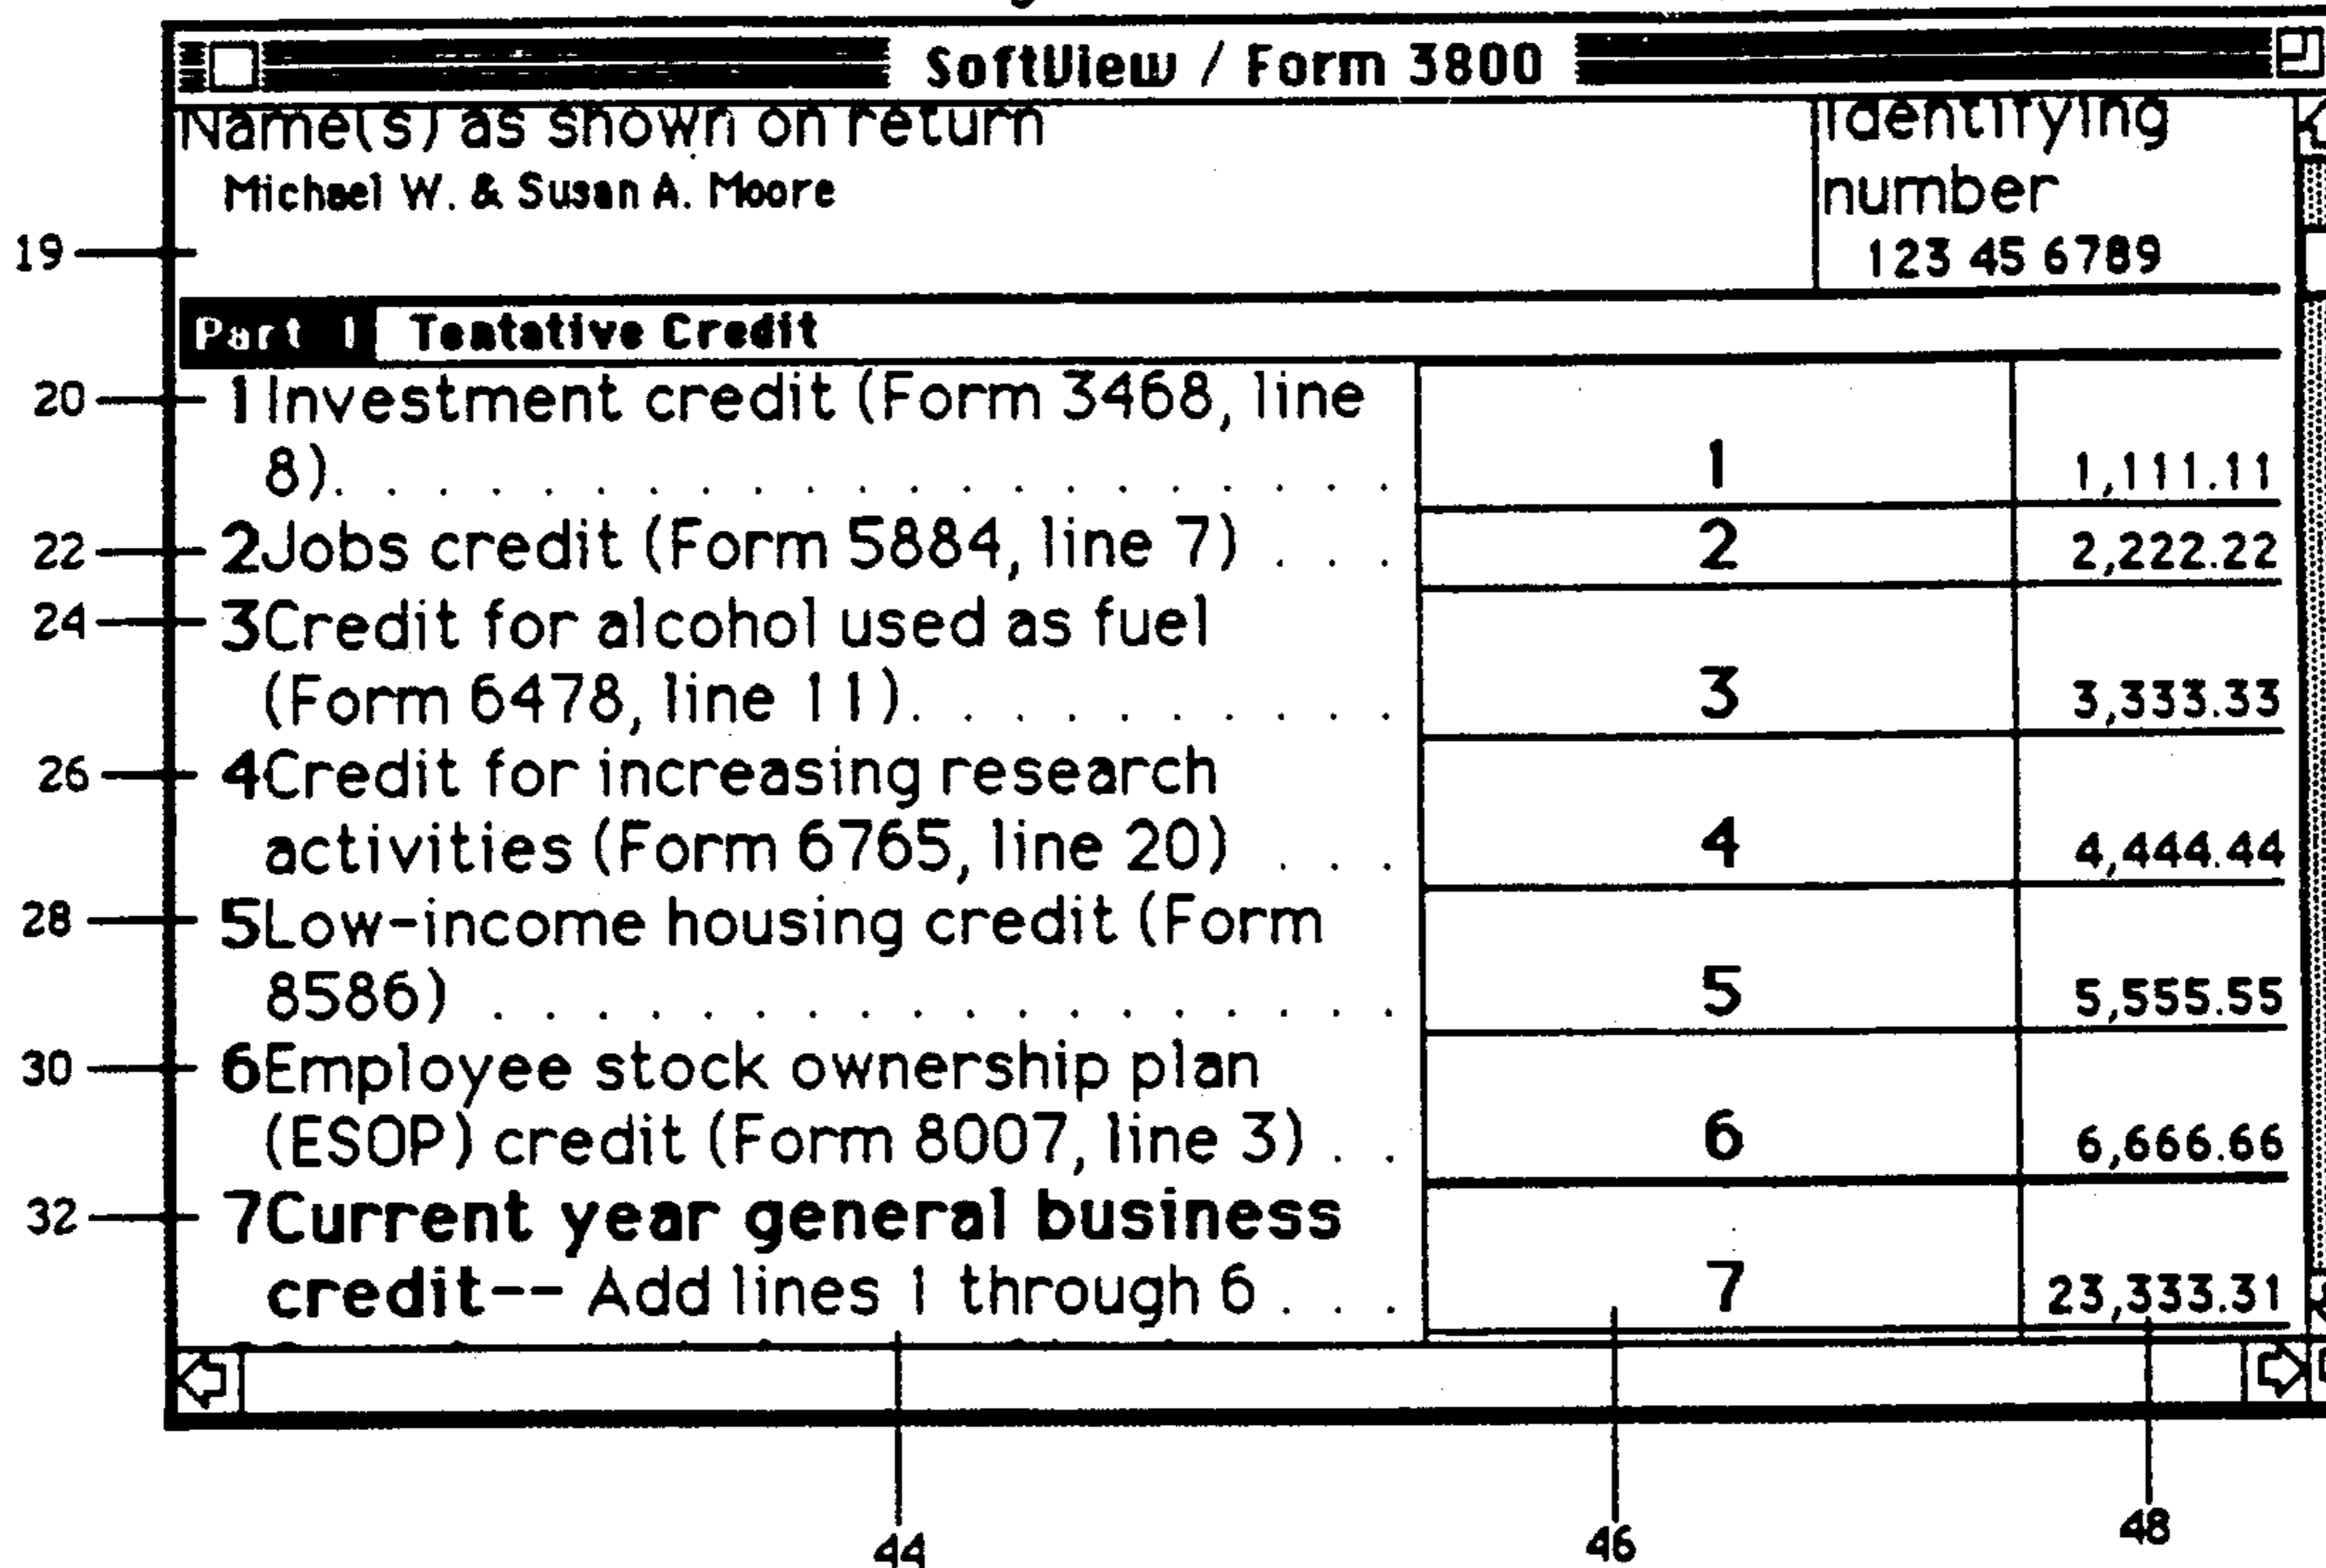 SoftView / Form 3800
Name(s) as shown on return
Identifying
number
Michael W. & Susan A. Moore
123 45 6789
19
Part I Tentative Credit
20 1 Investment credit (Form 3468, line
8). . . . . . . . . . . . . . . . . . . . . 1 1,111.11
22 2 Jobs credit (Form 5884, line 7) . . . 2 2,222.22
24 3 Credit for alcohol used as fuel
(Form 6478, line 11). . . . . . . . . . 3 3,333.33
26 4 Credit for increasing research
activities (Form 6765, line 20) . . . 4 4,444.44
28 5 Low-income housing credit (Form
8586) . . . . . . . . . . . . . . . . . . 5 5,555.55
30 6 Employee stock ownership plan
(ESOP) credit (Form 8007, line 3) . . 6 6,666.66
32 7 Current year general business
credit-- Add lines 1 through 6 . . . 7 23,333.31
44 46 48